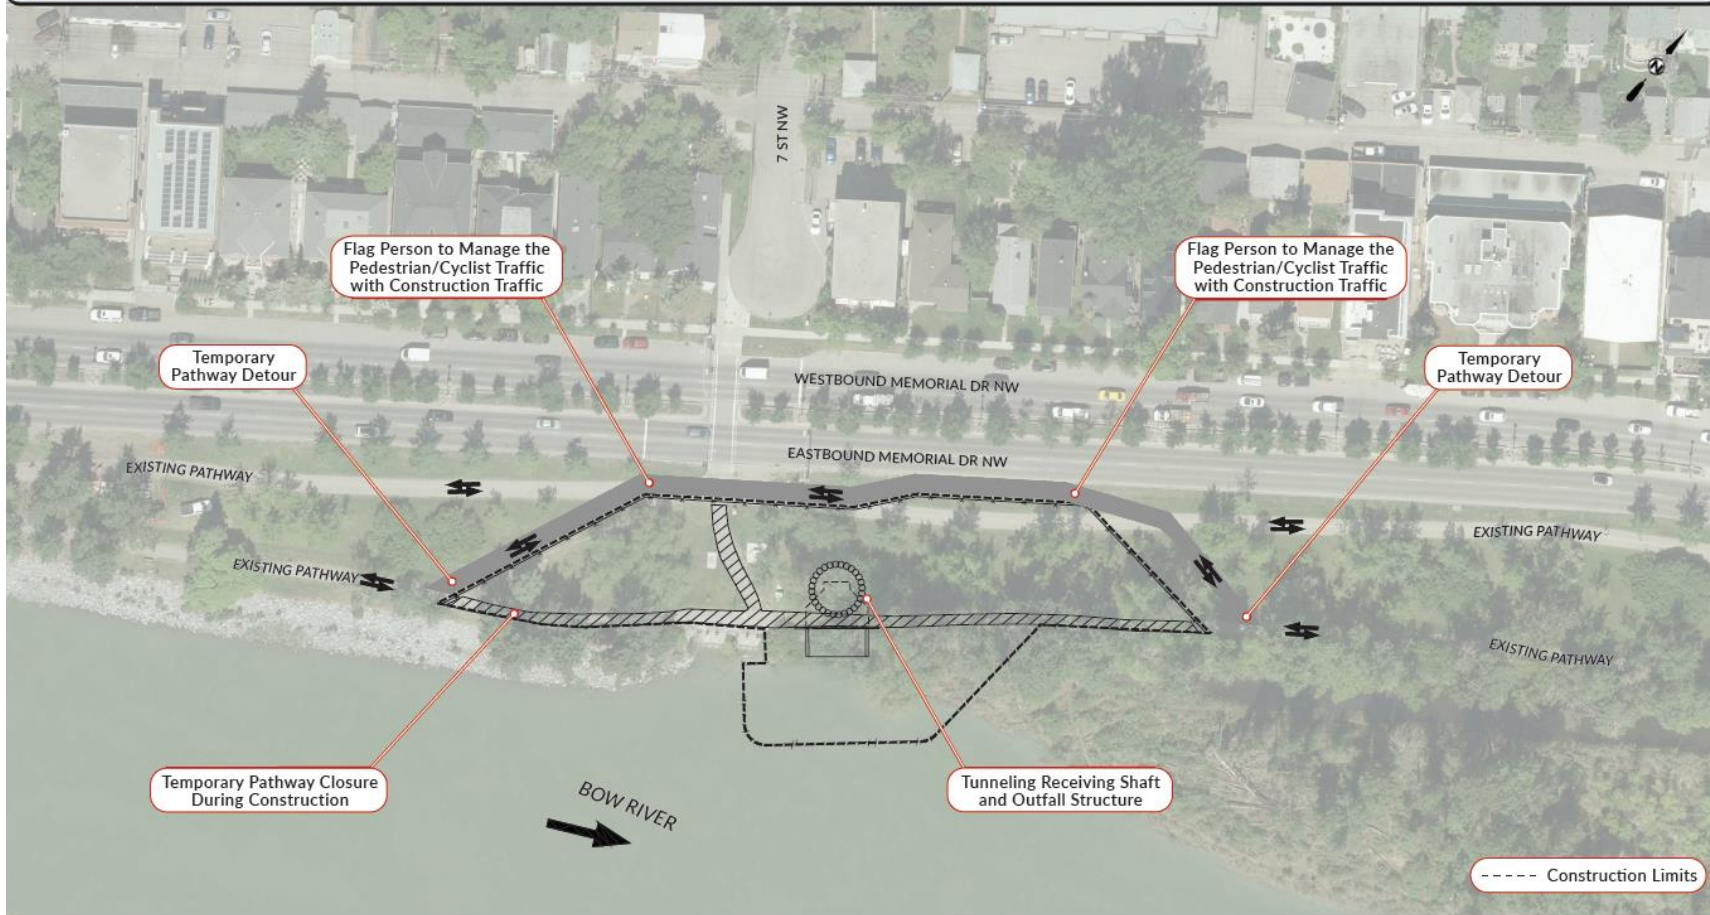 N
7 ST NW
Flag Person to Manage the
Pedestrian/Cyclist Traffic
with Construction Traffic
Flag Person to Manage the
Pedestrian/Cyclist Traffic
with Construction Traffic
Temporary
Pathway Detour
Temporary
Pathway Detour
WESTBOUND MEMORIAL DR NW
EASTBOUND MEMORIAL DR NW
EXISTING PATHWAY
EXISTING PATHWAY
EXISTING PATHWAY
EXISTING PATHWAY
Temporary Pathway Closure
During Construction
Tunneling Receiving Shaft
and Outfall Structure
BOW RIVER
Construction Limits